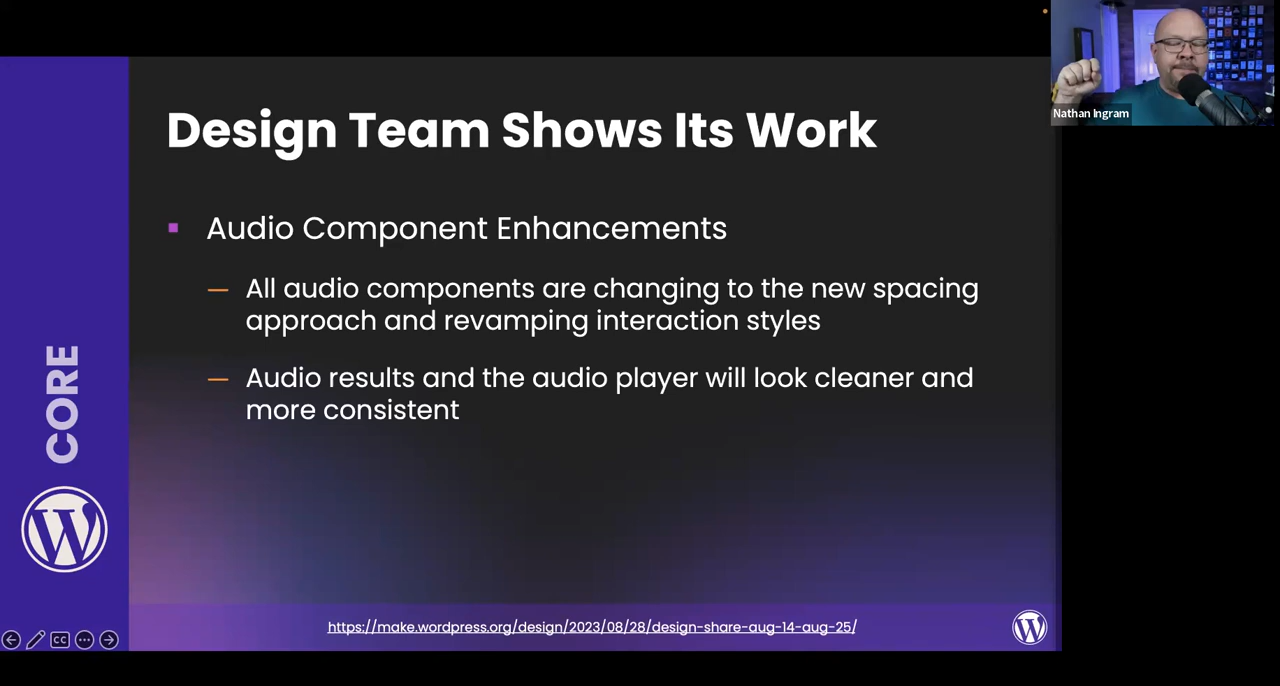 Design Team Shows Its Work
Nathan Ingram
Audio Component Enhancements
— All audio components are changing to the new spacing
approach and revamping interaction styles
— Audio results and the audio player will look cleaner and
more consistent
CORE
W
CC
https://make.wordpress.org/design/2023/08/28/design-share-aug-14-aug-25/
W